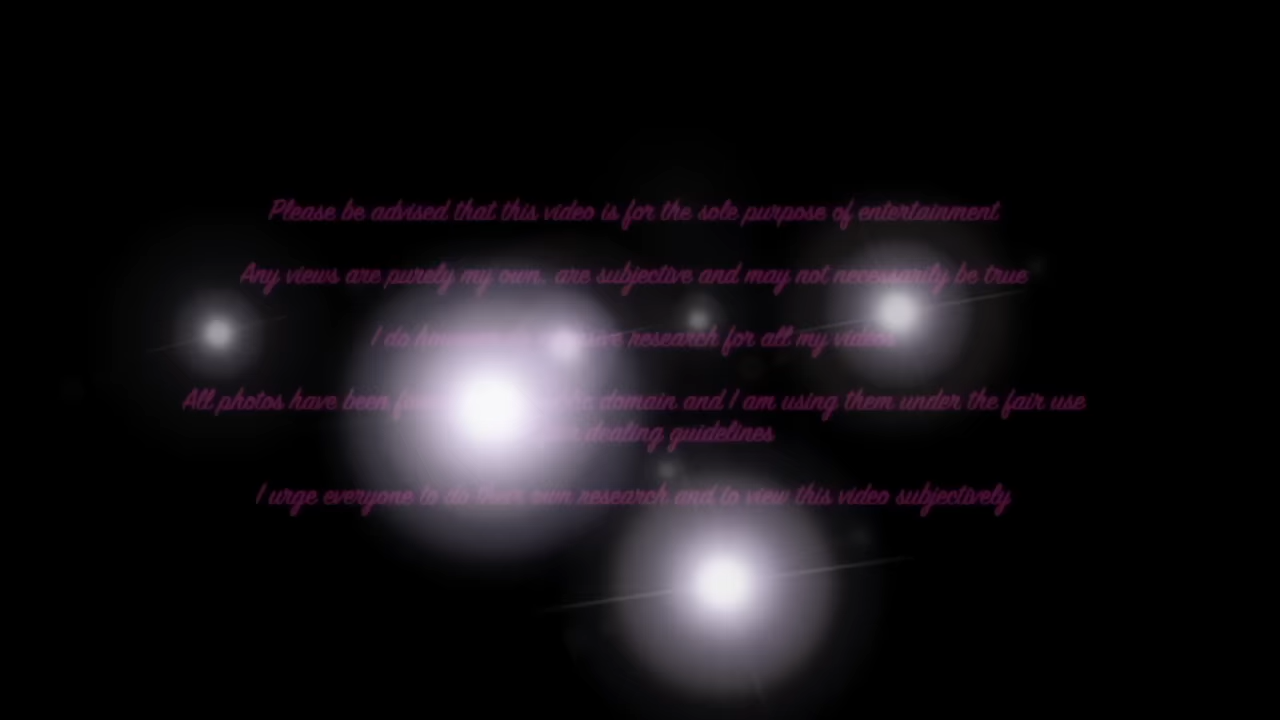 Please be advised that this video is for the sole purpose of entertainment
Any views are purely my own, are subjective and may not necessarily be true
I do research for all my videos
All photos have been domain and I am using them under the fair use
dealing guidelines
I urge everyone to do their own research and to view this video subjectively